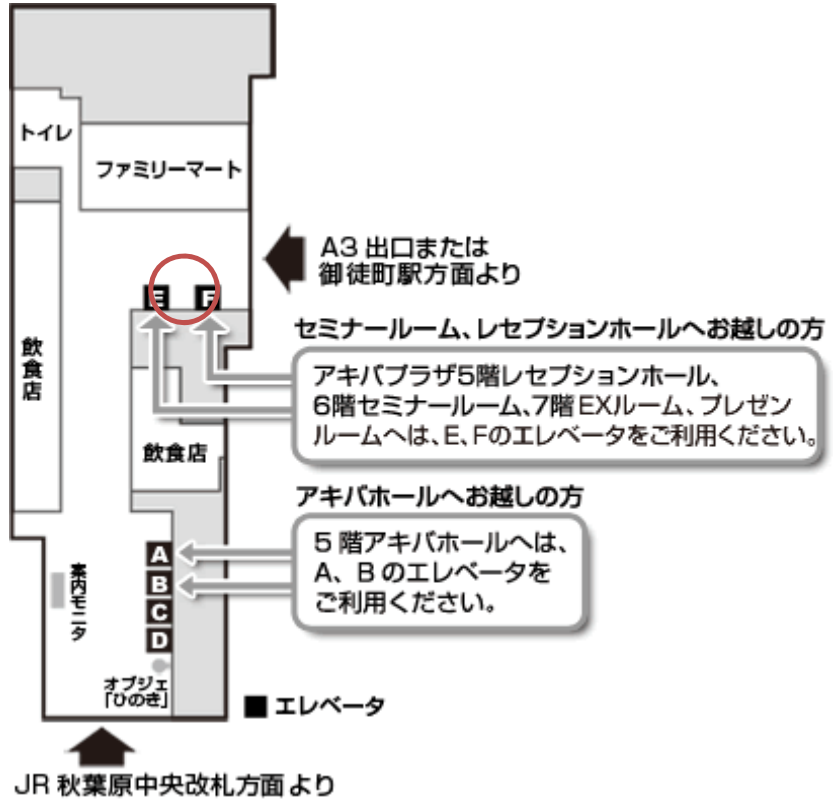 トイレ
ファミリーマート
A3 出口または
御徒町駅方面より
E F
セミナールーム、レセプションホールへお越しの方
アキバプラザ5階レセプションホール、
6階セミナールーム、7階EXルーム、プレゼン
ルームへは、E、Fのエレベータをご利用ください。
飲食店
飲食店
アキバホールへお越しの方
5 階アキバホールへは、
A、B のエレベータを
ご利用ください。
A
B
C
D
案内モニタ
オブジェ
「ひのき」
■ エレベータ
JR 秋葉原中央改札方面より